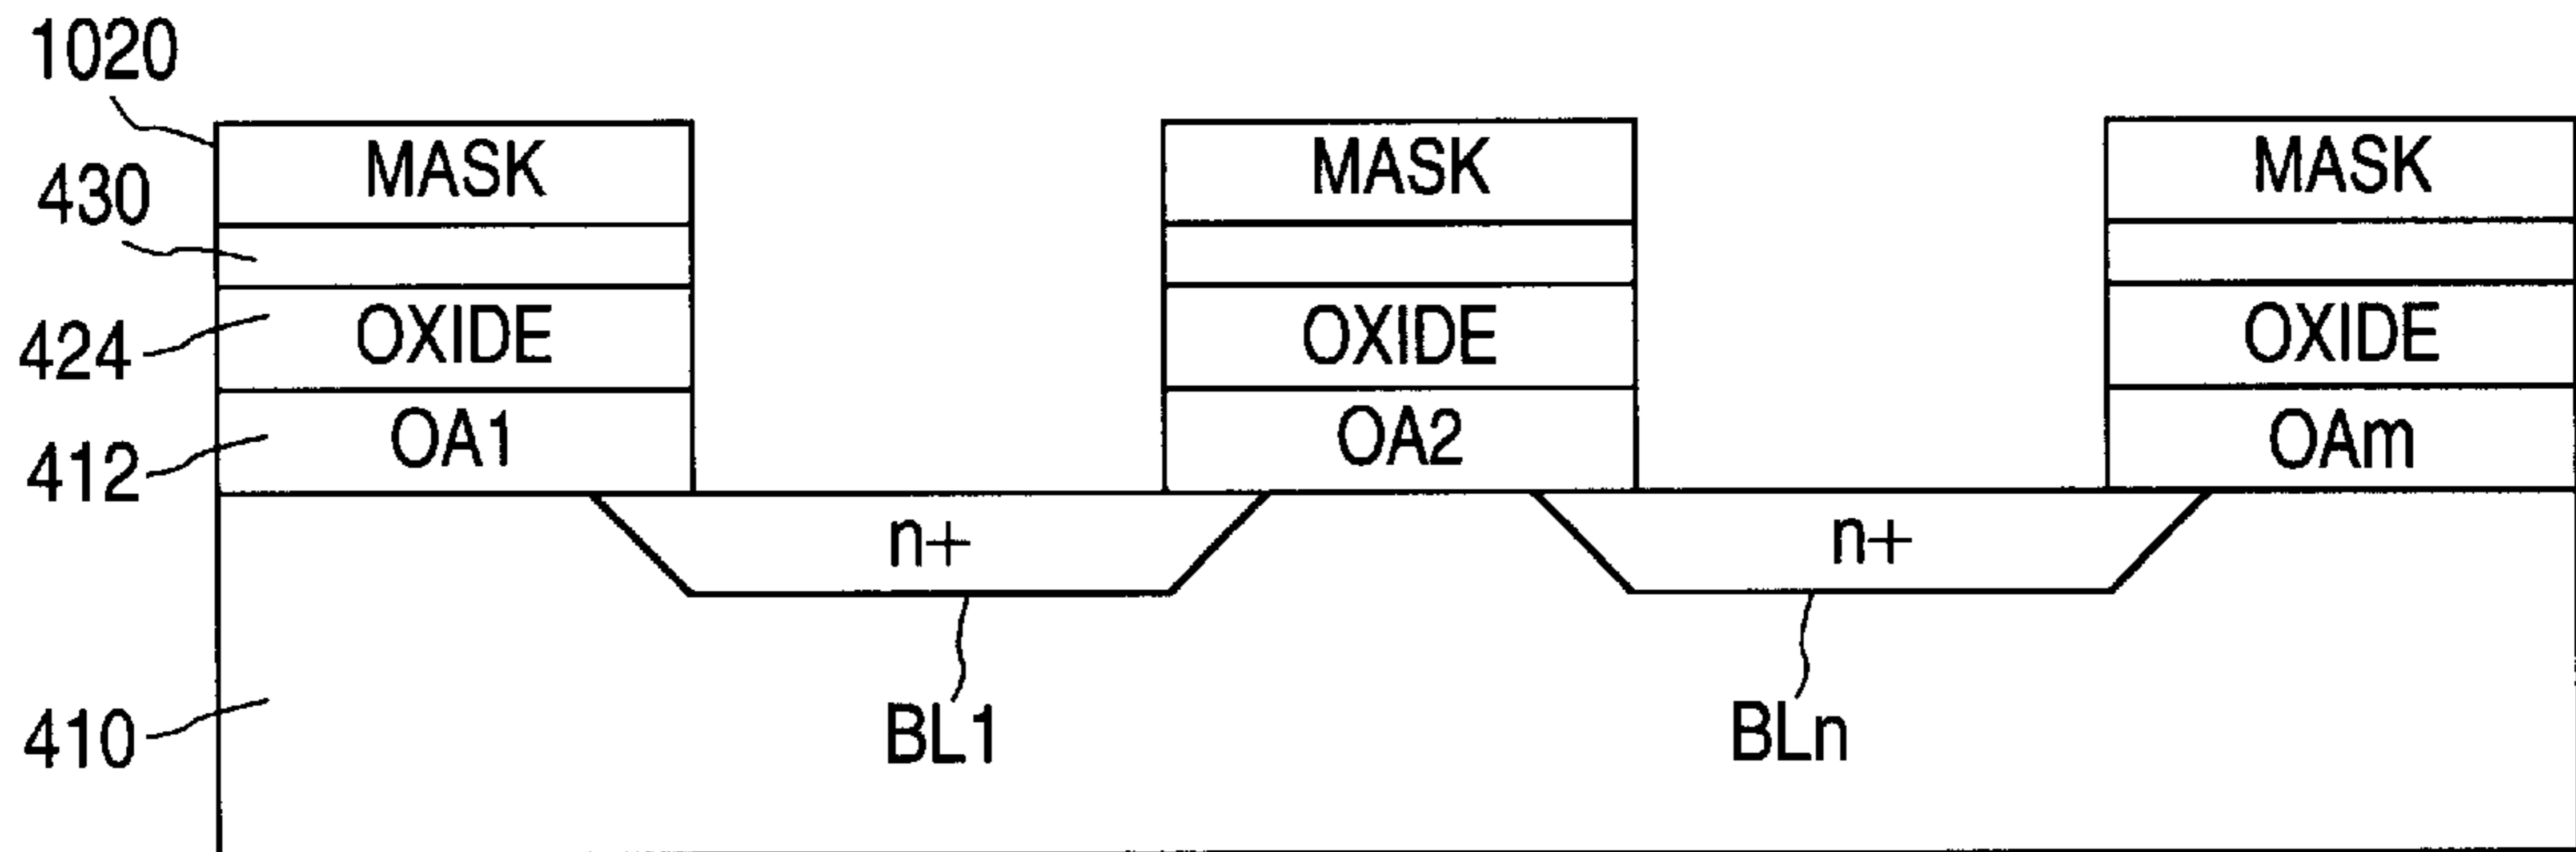 1020
MASK MASK MASK
430
424 OXIDE OXIDE OXIDE
412 OA1 OA2 OAm
n+ n+
410 BL1 BLn